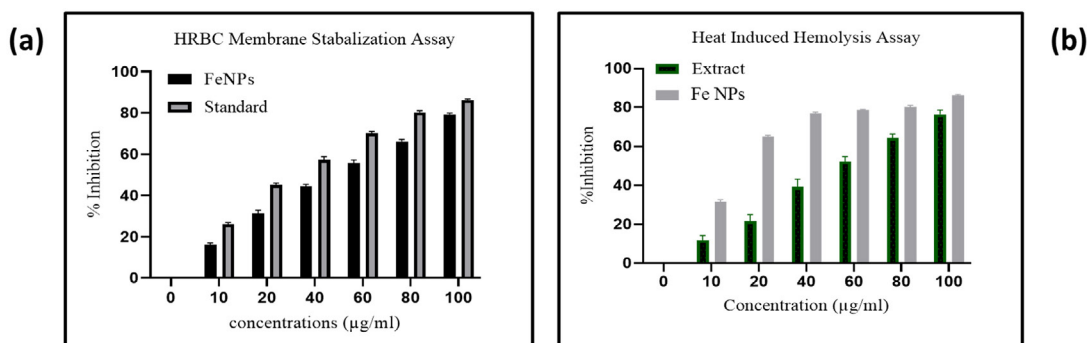 (a)
HRBC Membrane Stabalization Assay
FeNPs
Standard
% Inhibition
100
80
60
40
20
0
0 10 20 40 60 80 100
concentrations (µg/ml)
(b)
Heat Induced Hemolysis Assay
Extract
Fe NPs
%Inhibition
100
80
60
40
20
0
0 10 20 40 60 80 100
Concentration (µg/ml)